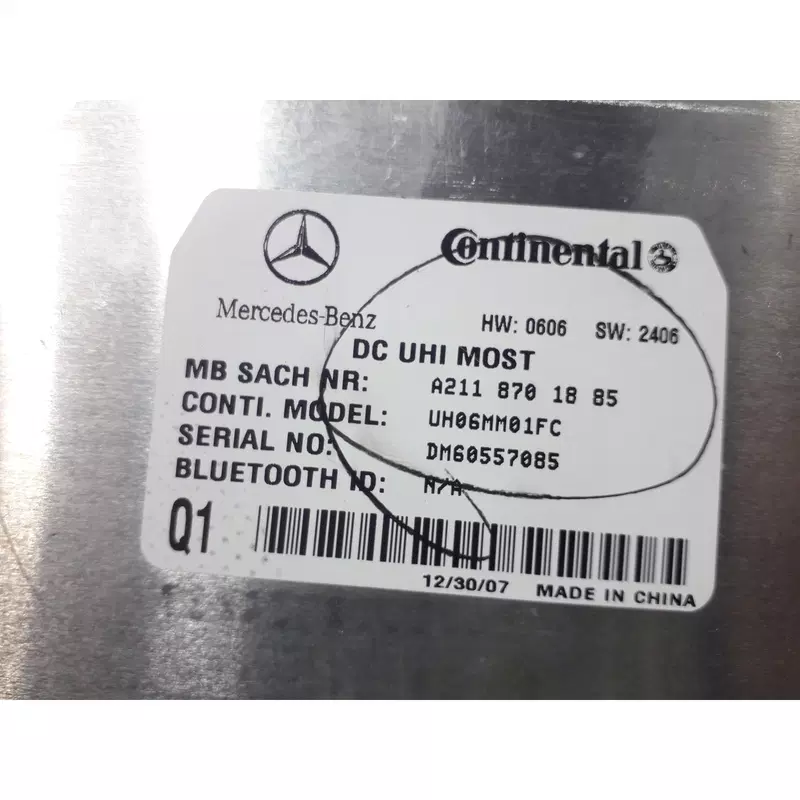 Continental
Mercedes-Benz
HW: 0606 SW: 2406
DC UHI MOST
MB SACH NR: A211 870 18 85
CONTI. MODEL: UH06MM01FC
SERIAL NO: DM60557085
BLUETOOTH ID: N/A
Q1
12/30/07 MADE IN CHINA